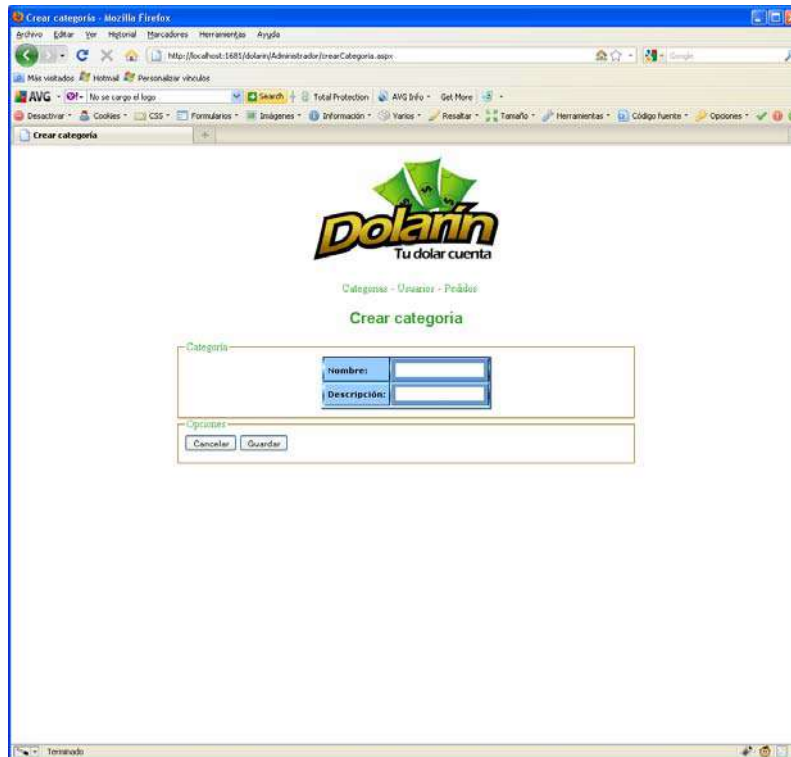 Crear categoría - Mozilla Firefox
Archivo Editar Ver Historial Marcadores Herramientas Ayuda
http://localhost:1681/dolarin/Administrador/crearCategoria.aspx Google
Más visitados Hotmail Personalizar vínculos
AVG No se cargo el logo Search Total Protection AVG Info Get More
Desactivar Cookies CSS Formularios Imágenes Información Varios Resaltar Tamaño Herramientas Código fuente Opciones
Crear categoría
Dolarín
Tu dolar cuenta
Categorias - Usuarios - Pedidos
Crear categoria
Categoría
Nombre:
Descripción:
Opciones
Cancelar Guardar
Terminado